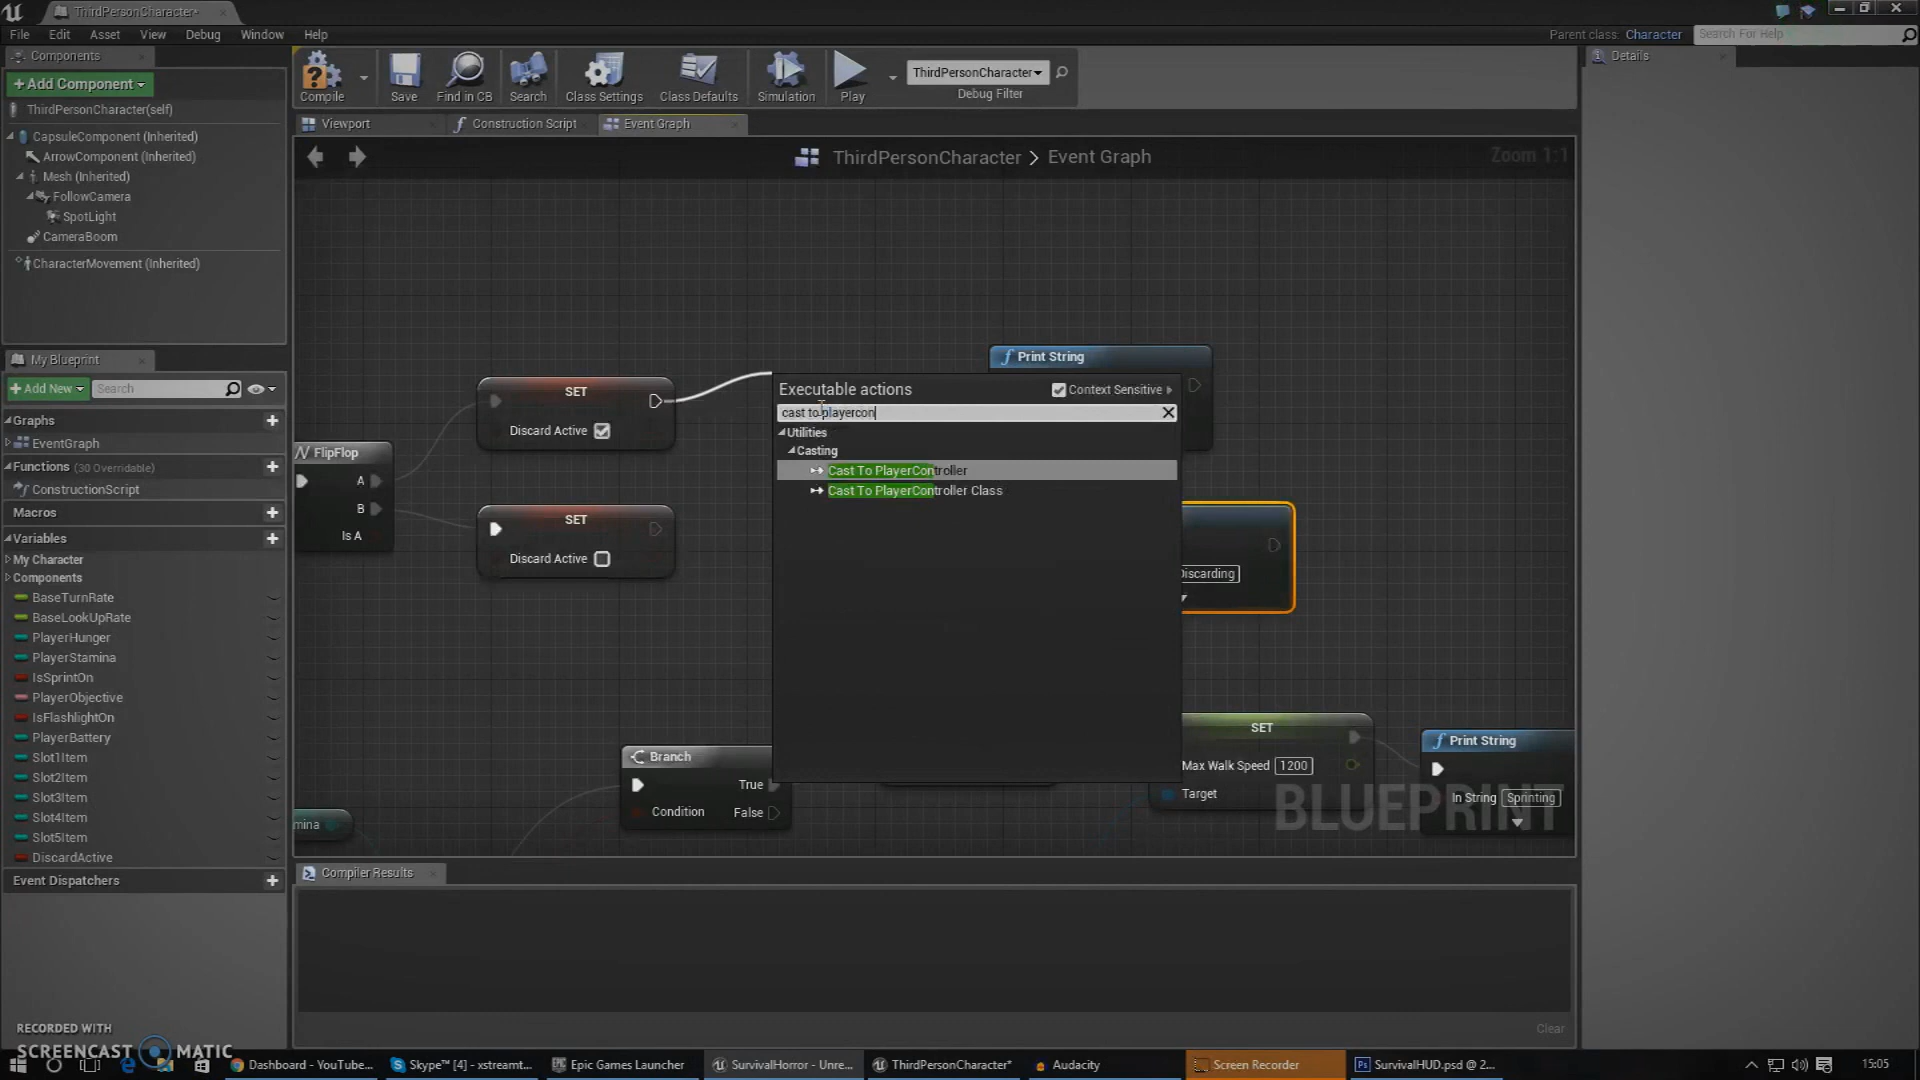 ThirdPersonCharacter*
File Edit Asset View Debug Window Help
Parent class: Character
Search For Help
Components
+Add Component
ThirdPersonCharacter(self)
CapsuleComponent (Inherited)
ArrowComponent (Inherited)
Mesh (Inherited)
FollowCamera
SpotLight
CameraBoom
CharacterMovement (Inherited)
My Blueprint
+Add New
Search
Graphs
EventGraph
Functions (30 Overridable)
ConstructionScript
Macros
Variables
My Character
Components
BaseTurnRate
BaseLookUpRate
PlayerHunger
PlayerStamina
IsSprintOn
PlayerObjective
IsFlashlightOn
PlayerBattery
Slot1Item
Slot2Item
Slot3Item
Slot4Item
Slot5Item
DiscardActive
Event Dispatchers
Compile
Save
Find in CB
Search
Class Settings
Class Defaults
Simulation
Play
ThirdPersonCharacter
Debug Filter
Details
Viewport
Construction Script
Event Graph
ThirdPersonCharacter > Event Graph
Zoom 1:1
FlipFlop
A
B
Is A
SET
Discard Active
SET
Discard Active
Print String
Executable actions
Context Sensitive
cast to playercon
Utilities
Casting
Cast To PlayerController
Cast To PlayerController Class
Discarding
Branch
True
Condition
False
mina
SET
Max Walk Speed 1200
Target
Print String
In String Sprinting
BLUEPRINT
Compiler Results
Clear
RECORDED WITH
SCREENCAST MATIC
Dashboard - YouTube...
Skype™ [4] - xstreamt...
Epic Games Launcher
SurvivalHorror - Unre...
ThirdPersonCharacter*
Audacity
Screen Recorder
SurvivalHUD.psd @ 2...
15:05